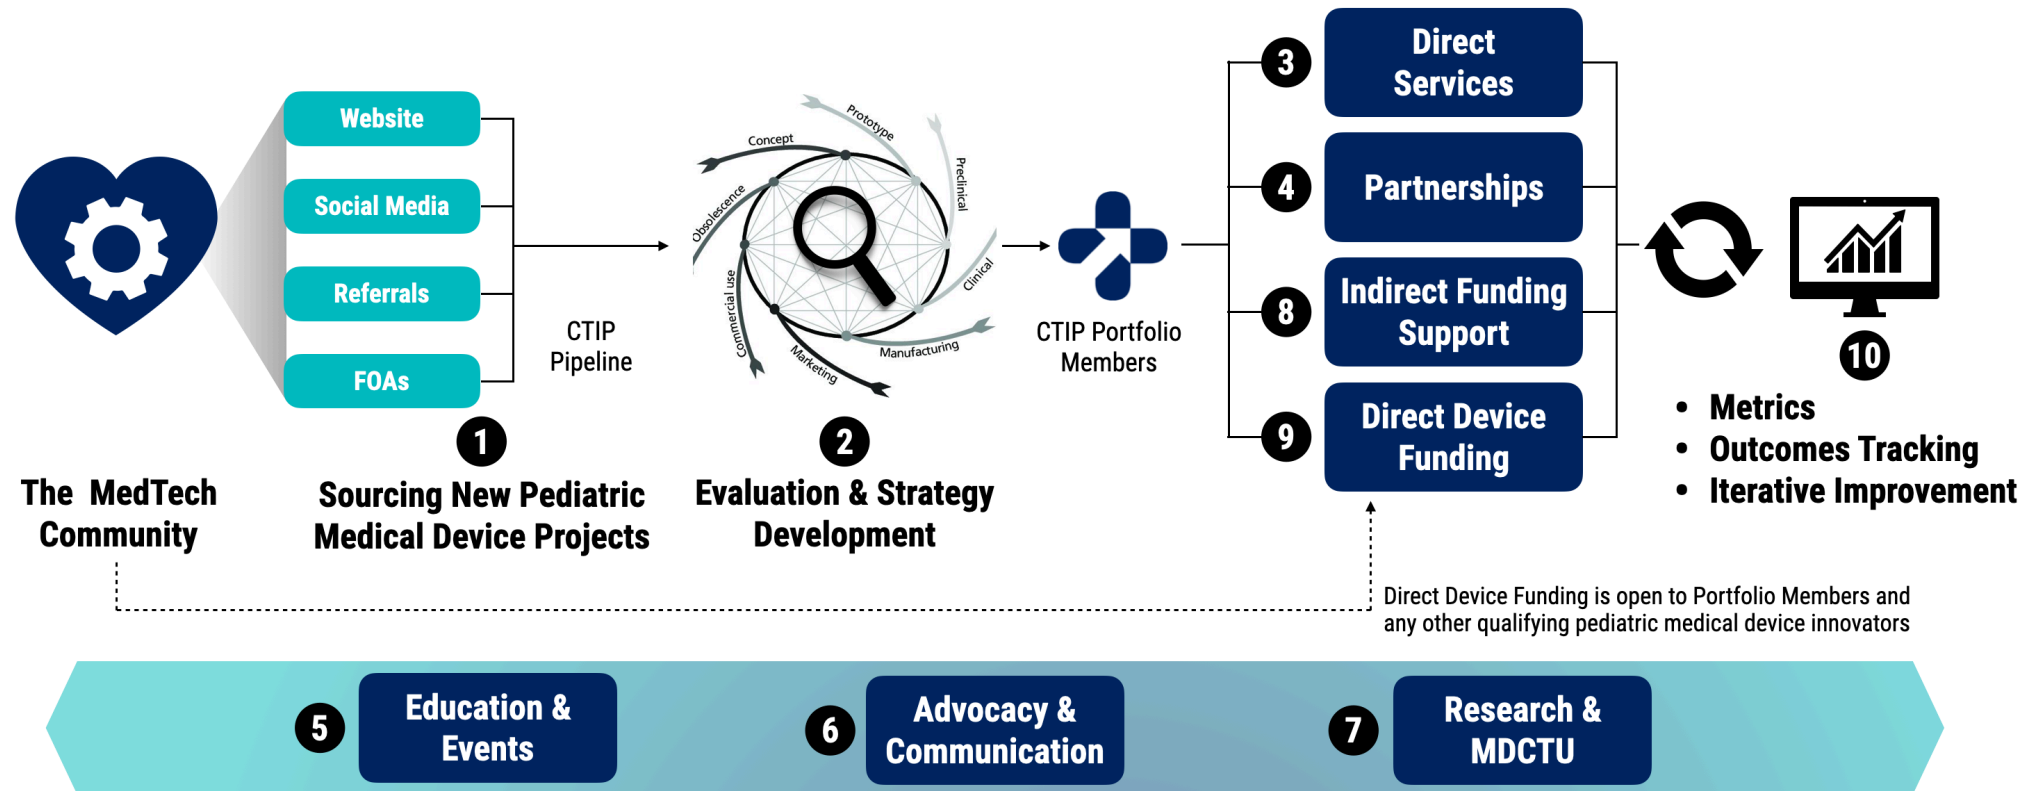 Website
Social Media
Referrals
FOAs
1
The MedTech
Community
Sourcing New Pediatric
Medical Device Projects
CTIP
Pipeline
Concept
Prototype
Preclinical
Clinical
Manufacturing
Marketing
Commercial use
Obsolescence
2
Evaluation & Strategy
Development
CTIP Portfolio
Members
3
Direct
Services
4
Partnerships
8
Indirect Funding
Support
9
Direct Device
Funding
10
• Metrics
• Outcomes Tracking
• Iterative Improvement
Direct Device Funding is open to Portfolio Members and
any other qualifying pediatric medical device innovators
5
Education &
Events
6
Advocacy &
Communication
7
Research &
MDCTU